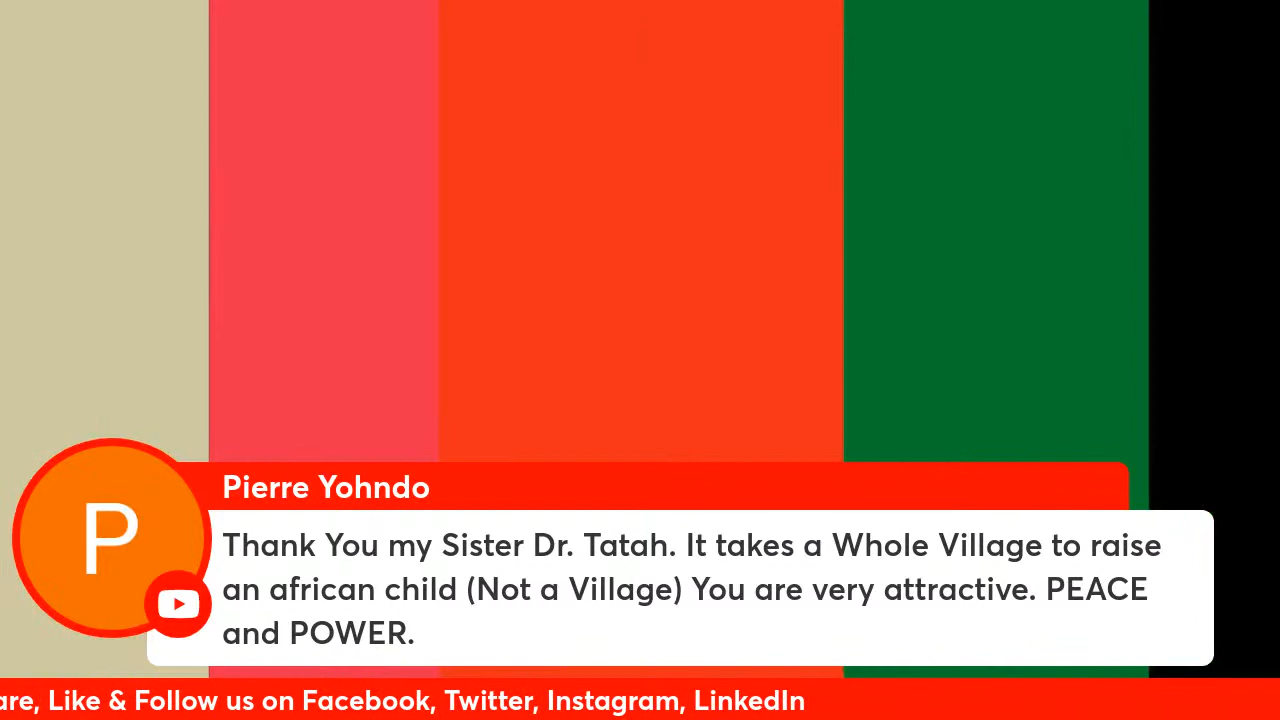 P
Pierre Yohndo
Thank You my Sister Dr. Tatah. It takes a Whole Village to raise
an african child (Not a Village) You are very attractive. PEACE
and POWER.
are, Like & Follow us on Facebook, Twitter, Instagram, LinkedIn